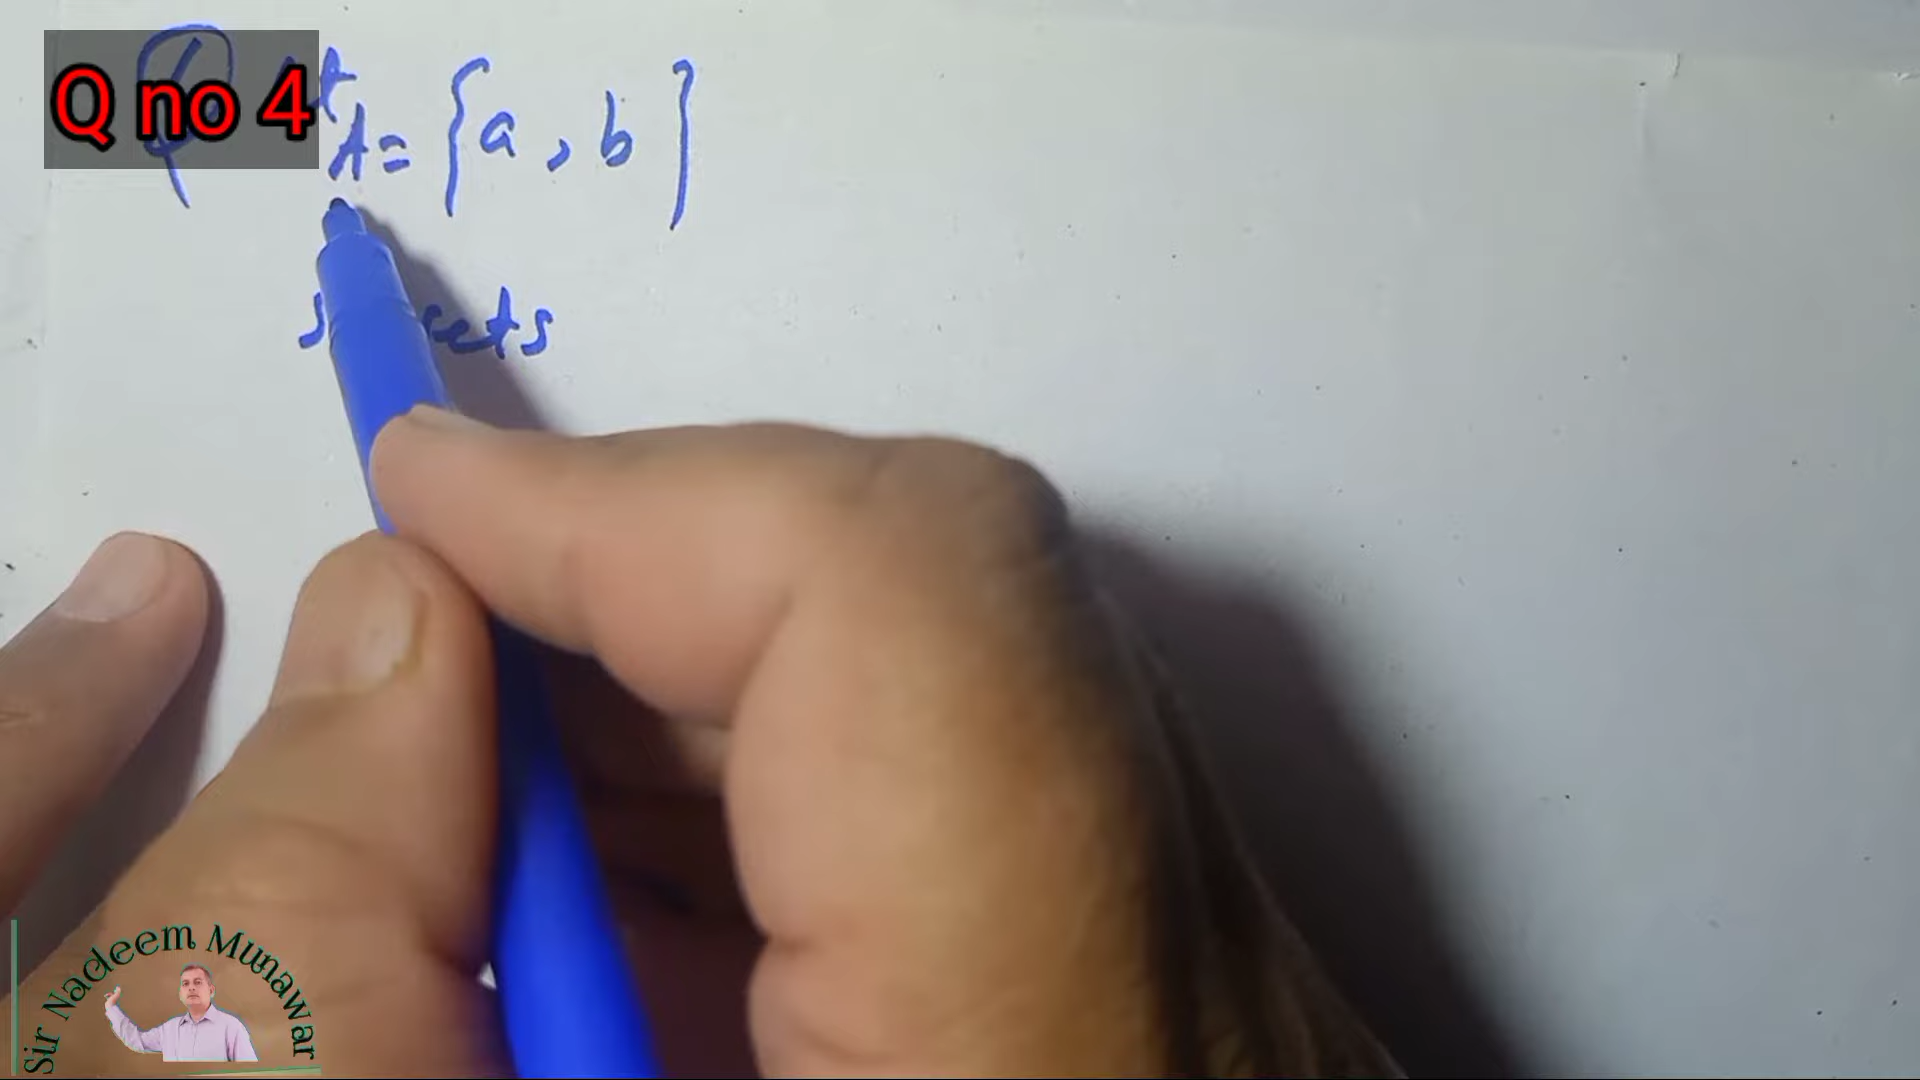 Q no 4
A = {a, b}
sets
Sir Nadeem Munawar